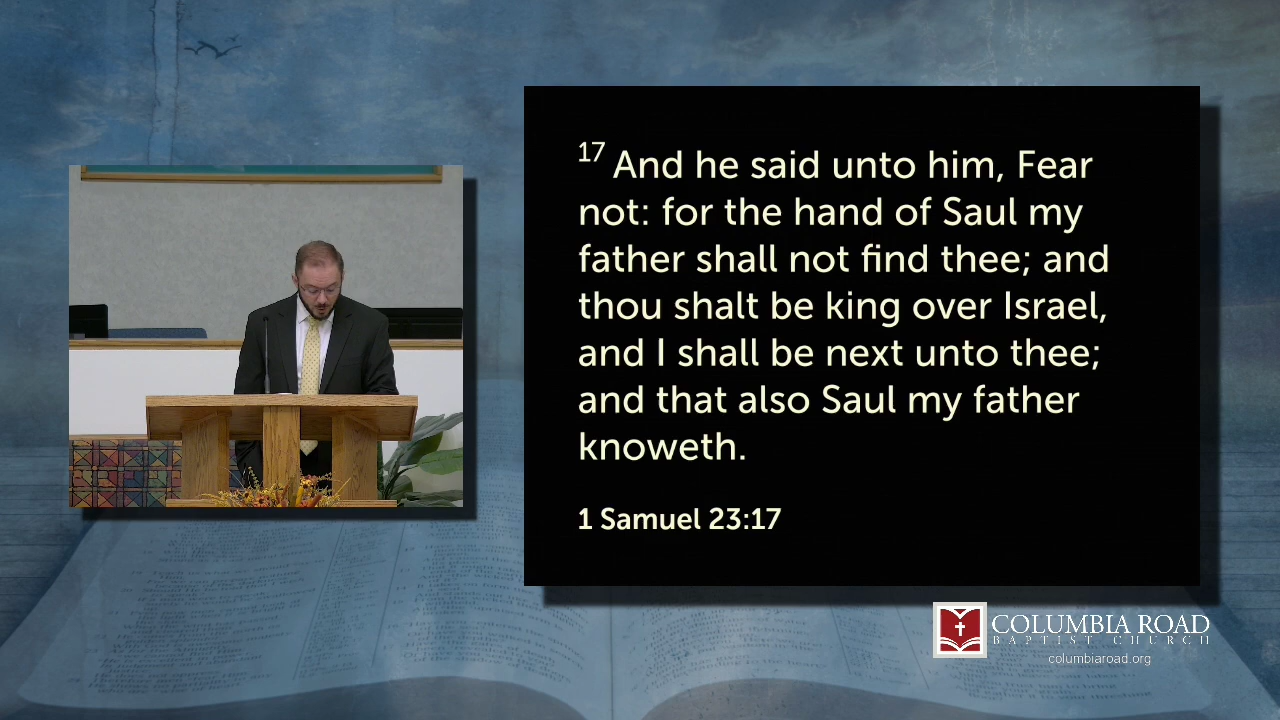 17 And he said unto him, Fear
not: for the hand of Saul my
father shall not find thee; and
thou shalt be king over Israel,
and I shall be next unto thee;
and that also Saul my father
knoweth.
1 Samuel 23:17
COLUMBIA ROAD
BAPTIST CHURCH
columbiaroad.org